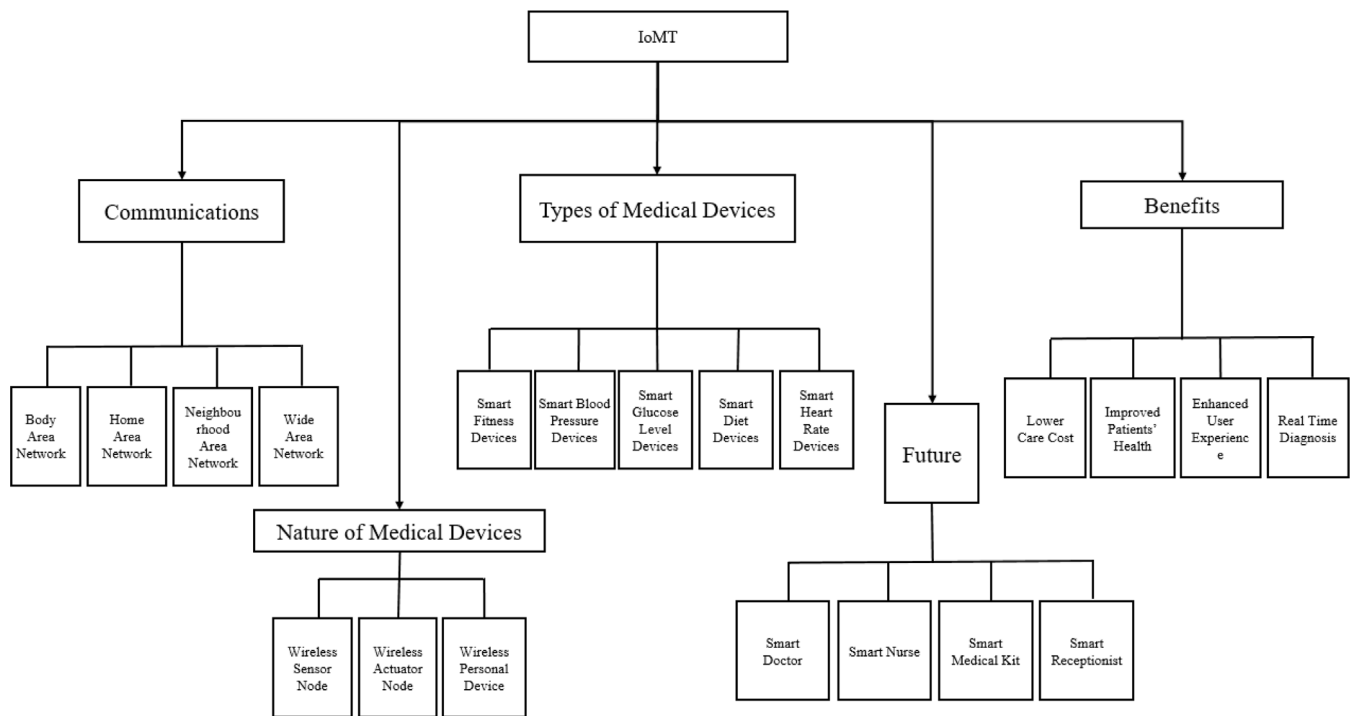 IoMT
Communications
Types of Medical Devices
Benefits
Body
Area
Network
Home
Area
Network
Neighbou
rhood
Area
Network
Wide
Area
Network
Smart
Fitness
Devices
Smart Blood
Pressure
Devices
Smart
Glucose
Level
Devices
Smart
Diet
Devices
Smart
Heart
Rate
Devices
Lower
Care Cost
Improved
Patients’
Health
Enhanced
User
Experienc
e
Real Time
Diagnosis
Future
Nature of Medical Devices
Wireless
Sensor
Node
Wireless
Actuator
Node
Wireless
Personal
Device
Smart
Doctor
Smart Nurse
Smart
Medical Kit
Smart
Receptionist